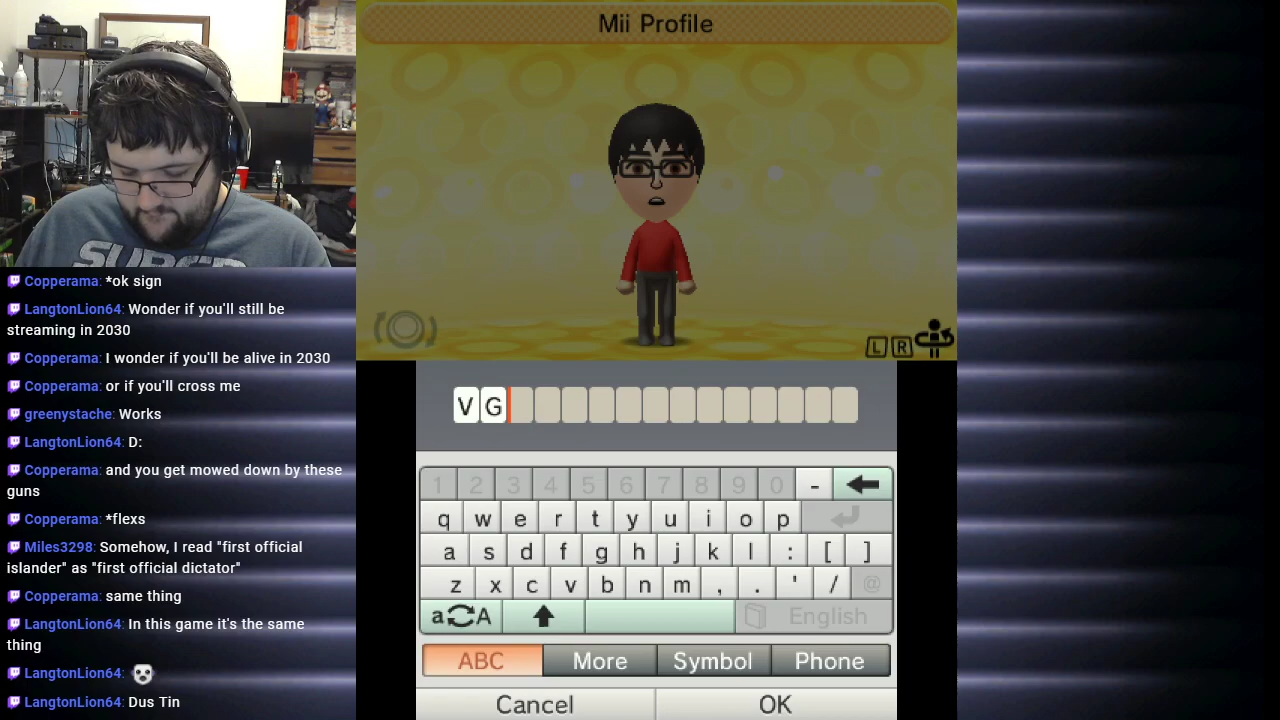 SUPER
Copperama: *ok sign
LangtonLion64: Wonder if you'll still be
streaming in 2030
Copperama: I wonder if you'll be alive in 2030
Copperama: or if you'll cross me
greenystache: Works
LangtonLion64: D:
Copperama: and you get mowed down by these
guns
Copperama: *flexs
Miles3298: Somehow, I read "first official
islander" as "first official dictator"
Copperama: same thing
LangtonLion64: In this game it's the same
thing
LangtonLion64:
LangtonLion64: Dus Tin
Mii Profile
L R
V G
1 2 3 4 5 6 7 8 9 0 -
q w e r t y u i o p
a s d f g h j k l : [ ]
z x c v b n m , . ' / @
a A English
ABC More Symbol Phone
Cancel OK